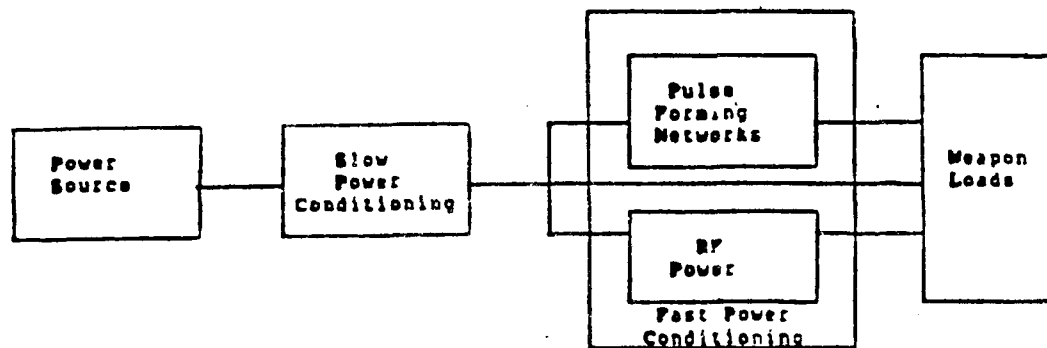 Power
Source
Slow
Power
Conditioning
Pulse
Forming
Networks
RF
Power
Fast Power
Conditioning
Weapon
Loads